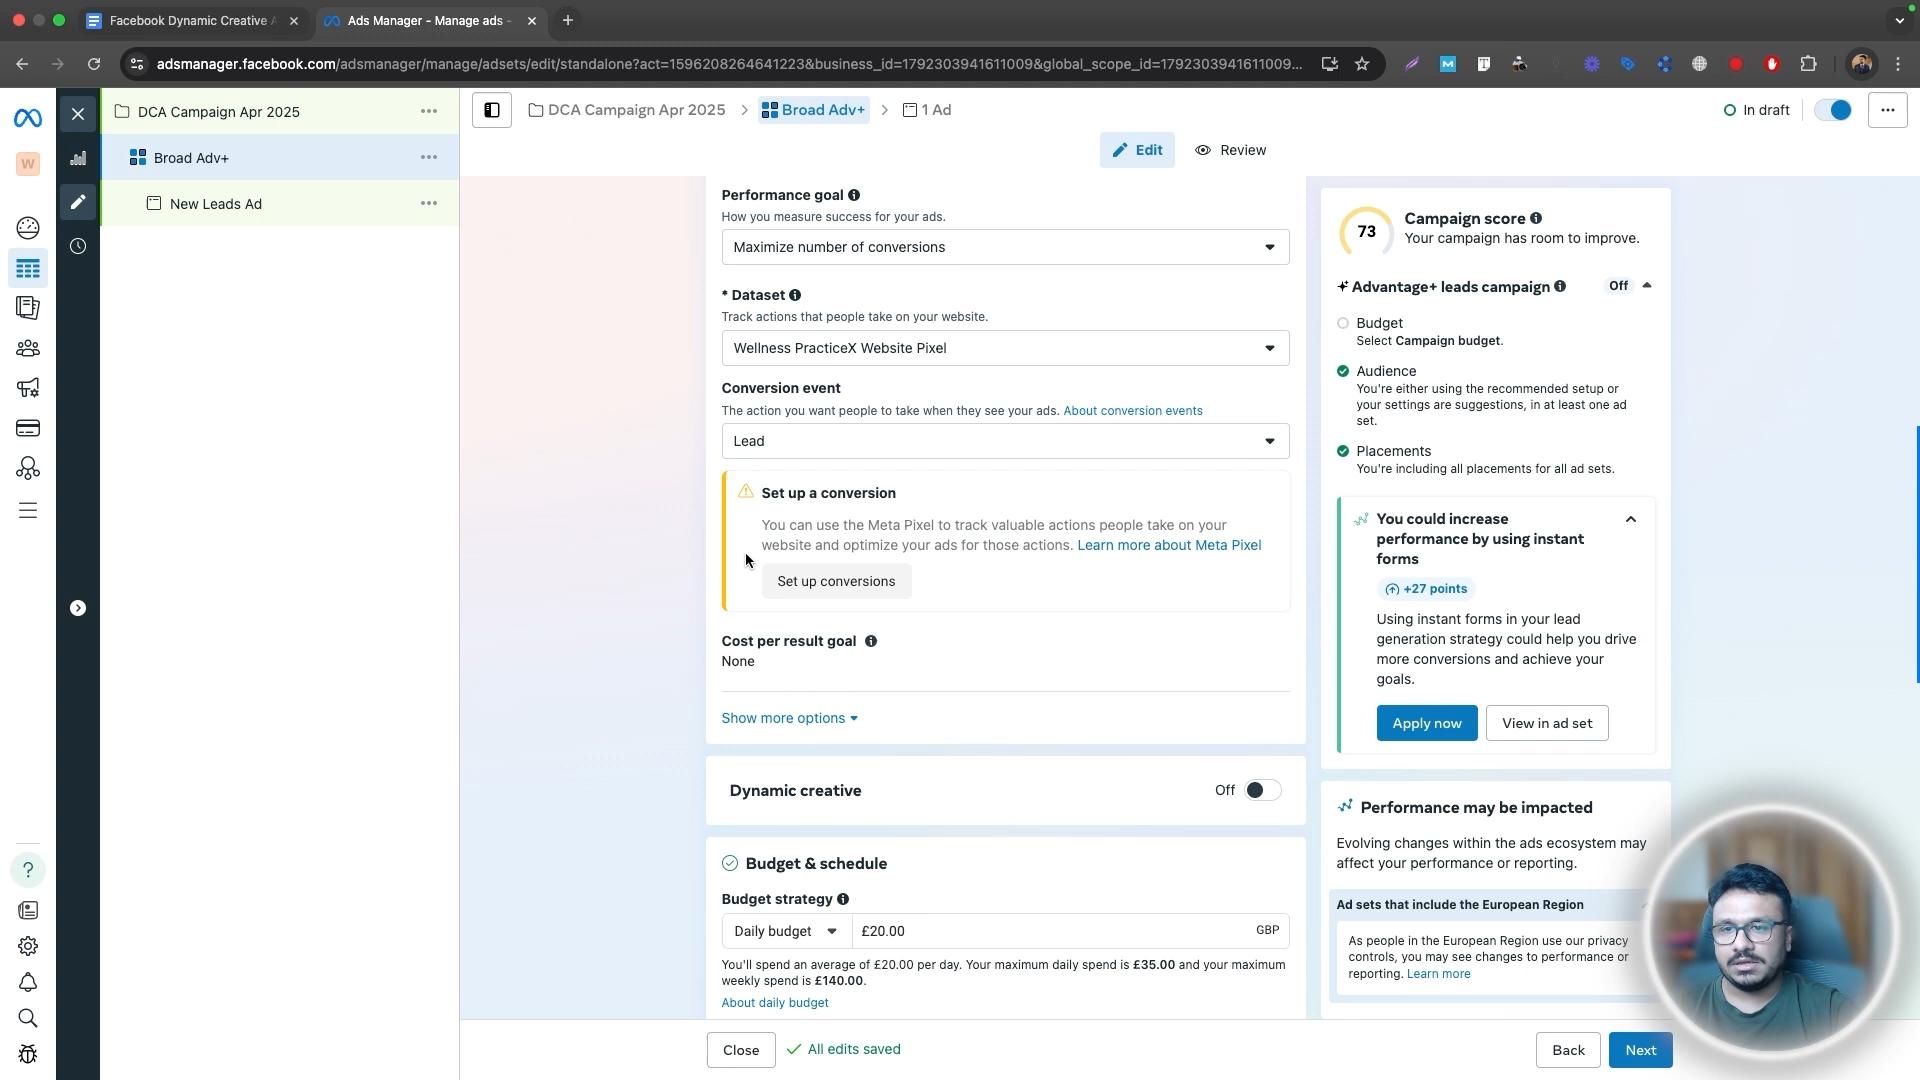 Facebook Dynamic Creative A
Ads Manager - Manage ads -
adsmanager.facebook.com/adsmanager/manage/adsets/edit/standalone?act=1596208264641223&business_id=1792303941611009&global_scope_id=1792303941611009...
W
DCA Campaign Apr 2025
Broad Adv+
New Leads Ad
DCA Campaign Apr 2025
Broad Adv+
1 Ad
In draft
Edit
Review
Performance goal
How you measure success for your ads.
Maximize number of conversions
* Dataset
Track actions that people take on your website.
Wellness PracticeX Website Pixel
Conversion event
The action you want people to take when they see your ads. About conversion events
Lead
Set up a conversion
You can use the Meta Pixel to track valuable actions people take on your
website and optimize your ads for those actions. Learn more about Meta Pixel
Set up conversions
Cost per result goal
None
Show more options
Dynamic creative
Off
Budget & schedule
Budget strategy
Daily budget
£20.00
GBP
You'll spend an average of £20.00 per day. Your maximum daily spend is £35.00 and your maximum
weekly spend is £140.00.
About daily budget
Close
All edits saved
Back
Next
73
Campaign score
Your campaign has room to improve.
Advantage+ leads campaign
Off
Budget
Select Campaign budget.
Audience
You're either using the recommended setup or
your settings are suggestions, in at least one ad
set.
Placements
You're including all placements for all ad sets.
You could increase
performance by using instant
forms
+27 points
Using instant forms in your lead
generation strategy could help you drive
more conversions and achieve your
goals.
Apply now
View in ad set
Performance may be impacted
Evolving changes within the ads ecosystem may
affect your performance or reporting.
Ad sets that include the European Region
As people in the European Region use our privacy
controls, you may see changes to performance or
reporting. Learn more